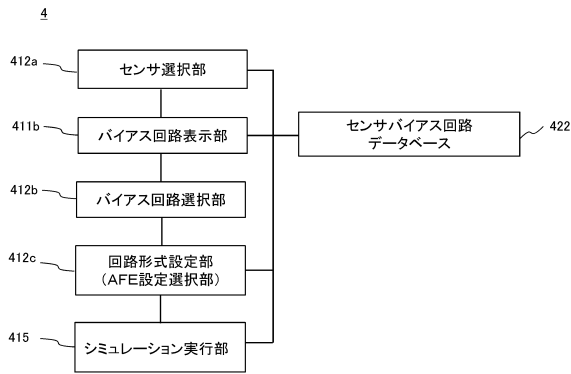 4
412a
センサ選択部
411b
バイアス回路表示部
センサバイアス回路
データベース
422
412b
バイアス回路選択部
412c
回路形式設定部
（AFE設定選択部）
415
シミュレーション実行部